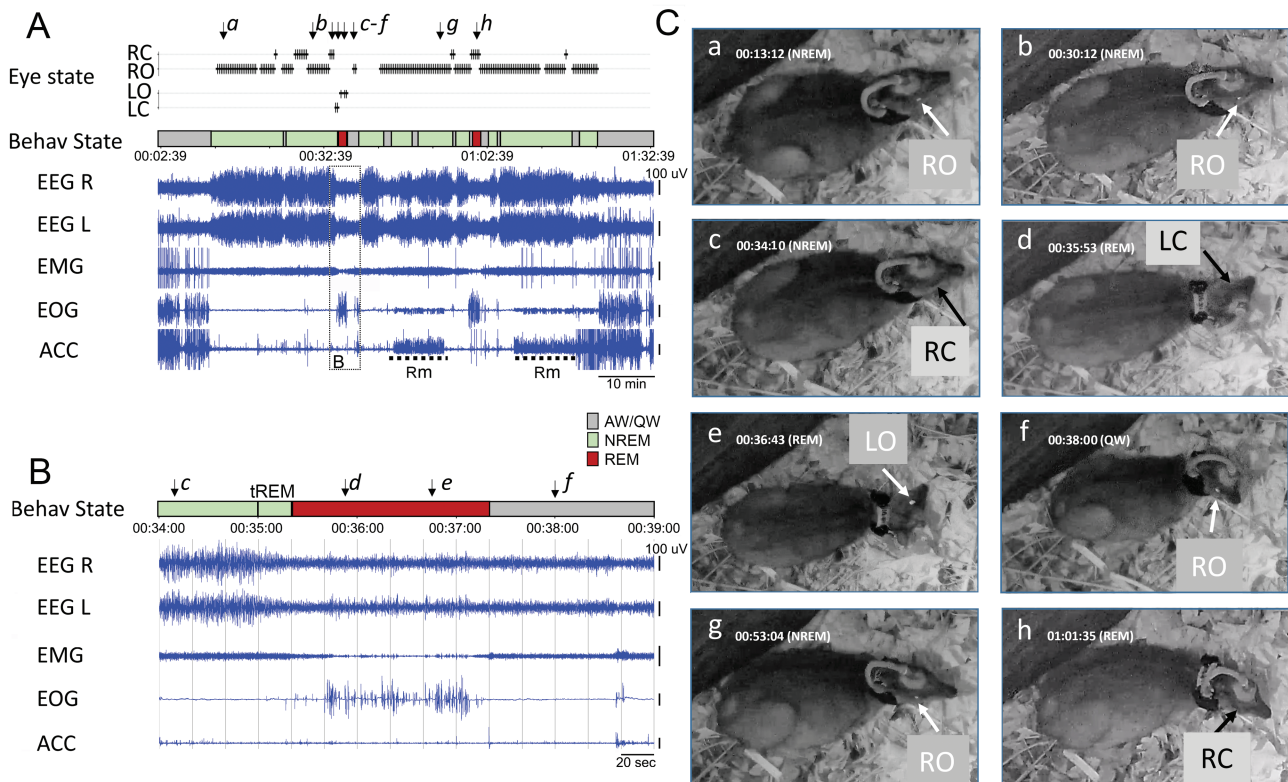 A
a b c-f g h
RC
RO
Eye state
LO
LC
Behav State
00:02:39 00:32:39 01:02:39 01:32:39
100 uV
EEG R
EEG L
EMG
EOG
ACC
B
Rm Rm
10 min
AW/QW
NREM
REM
B
c tREM d e f
Behav State
00:34:00 00:35:00 00:36:00 00:37:00 00:38:00 00:39:00
100 uV
EEG R
EEG L
EMG
EOG
ACC
20 sec
C
a 00:13:12 (NREM)
RO
b 00:30:12 (NREM)
RO
c 00:34:10 (NREM)
RC
d 00:35:53 (REM)
LC
e 00:36:43 (REM)
LO
f 00:38:00 (QW)
RO
g 00:53:04 (NREM)
RO
h 01:01:35 (REM)
RC